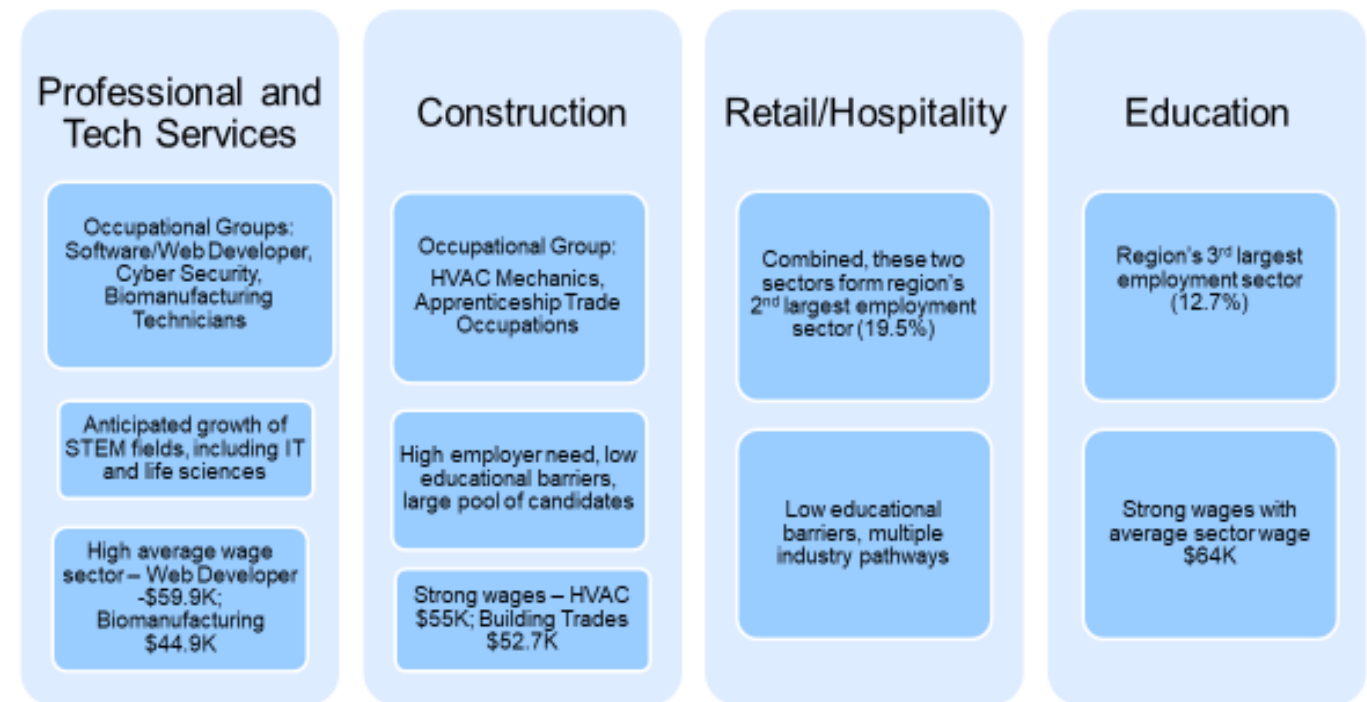 Professional and
Tech Services
Occupational Groups:
Software/Web Developer,
Cyber Security,
Biomanufacturing
Technicians
Anticipated growth of
STEM fields, including IT
and life sciences
High average wage
sector – Web Developer
-$59.9K;
Biomanufacturing
$44.9K
Construction
Occupational Group:
HVAC Mechanics,
Apprenticeship Trade
Occupations
High employer need, low
educational barriers,
large pool of candidates
Strong wages – HVAC
$55K; Building Trades
$52.7K
Retail/Hospitality
Combined, these two
sectors form region's
2nd largest employment
sector (19.5%)
Low educational
barriers, multiple
industry pathways
Education
Region's 3rd largest
employment sector
(12.7%)
Strong wages with
average sector wage
$64K